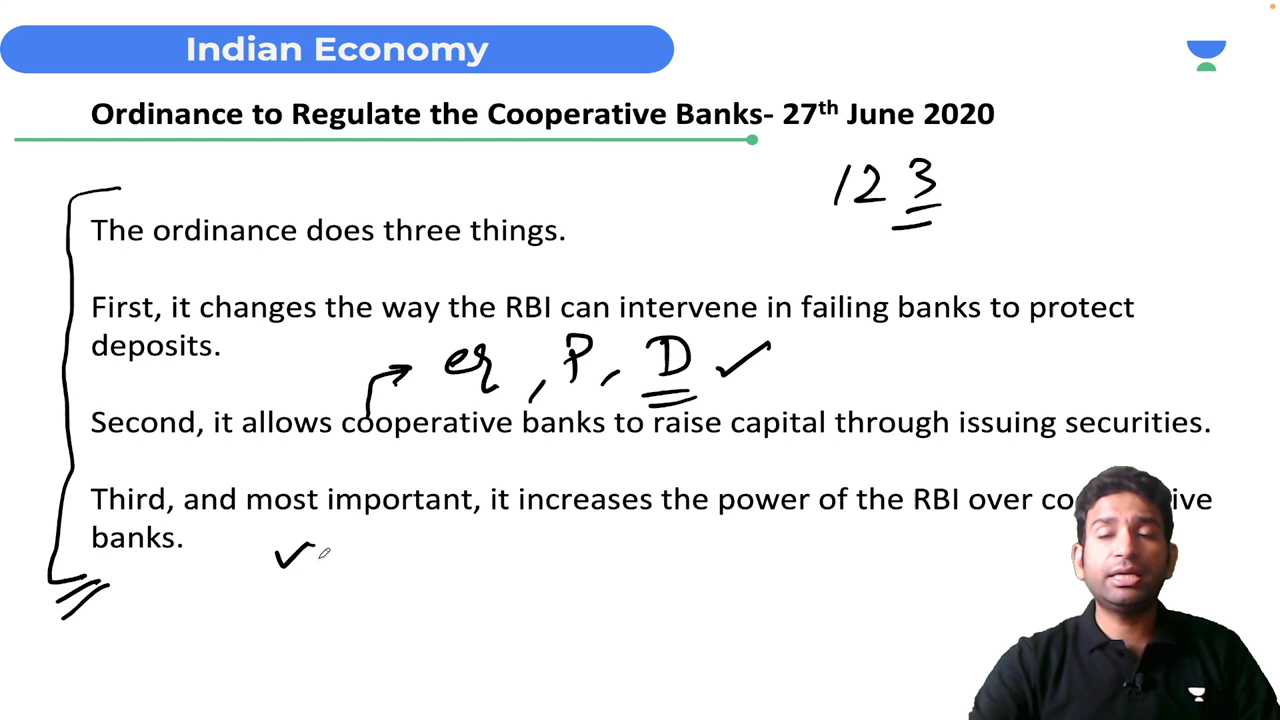 Indian Economy
Ordinance to Regulate the Cooperative Banks- 27th June 2020
123
The ordinance does three things.
First, it changes the way the RBI can intervene in failing banks to protect
deposits.
eq, P, D
Second, it allows cooperative banks to raise capital through issuing securities.
Third, and most important, it increases the power of the RBI over co ive
banks.